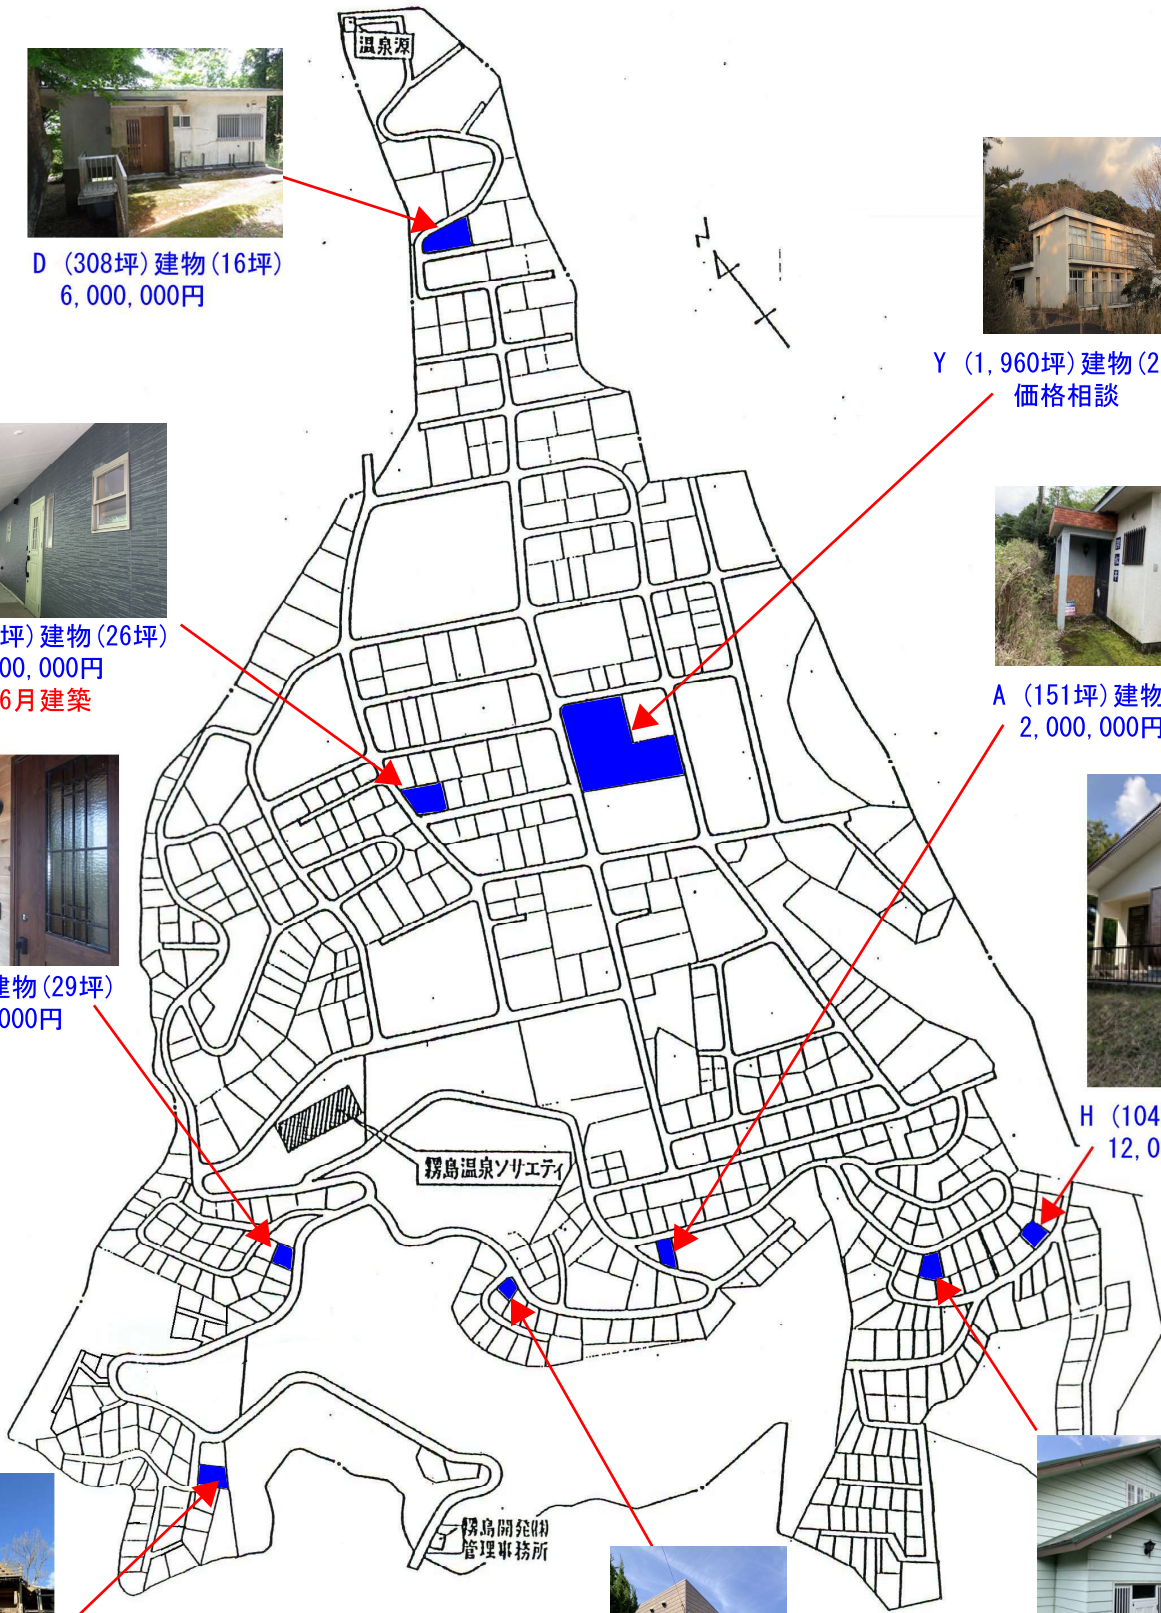 温泉源
D (308坪)建物(16坪)
6,000,000円
N
Y (1,960坪)建物(2
価格相談
坪)建物(26坪)
00,000円
6月建築
A (151坪)建物
2,000,000円
建物(29坪)
000円
H (104
12,0
霧島温泉ソサエティ
霧島開発㈱
管理事務所